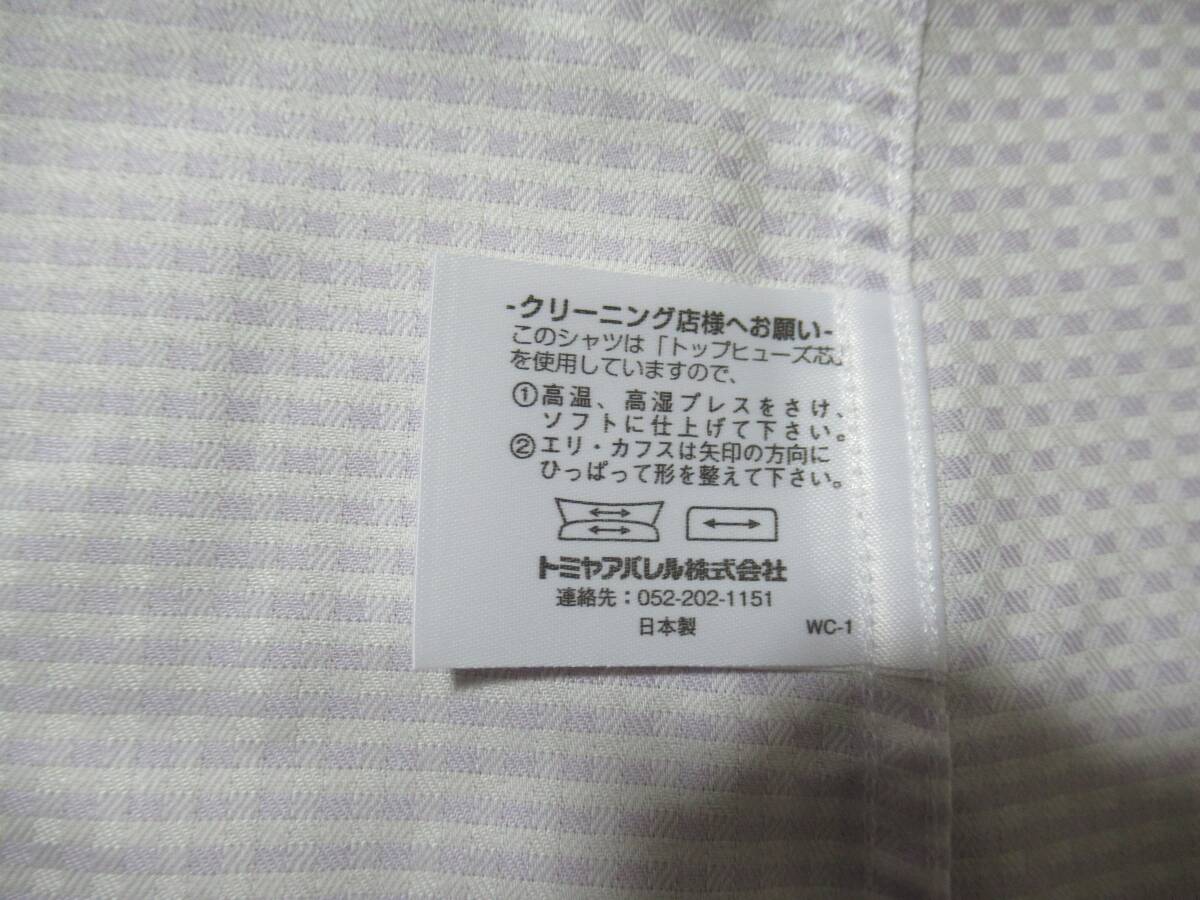 -クリーニング店様へお願い-
このシャツは「トップヒューズ芯」
を使用していますので、
①高温、高湿プレスをさけ、
ソフトに仕上げて下さい。
②エリ・カフスは矢印の方向に
ひっぱって形を整えて下さい。
トミヤアパレル株式会社
連絡先：052-202-1151
日本製 WC-1